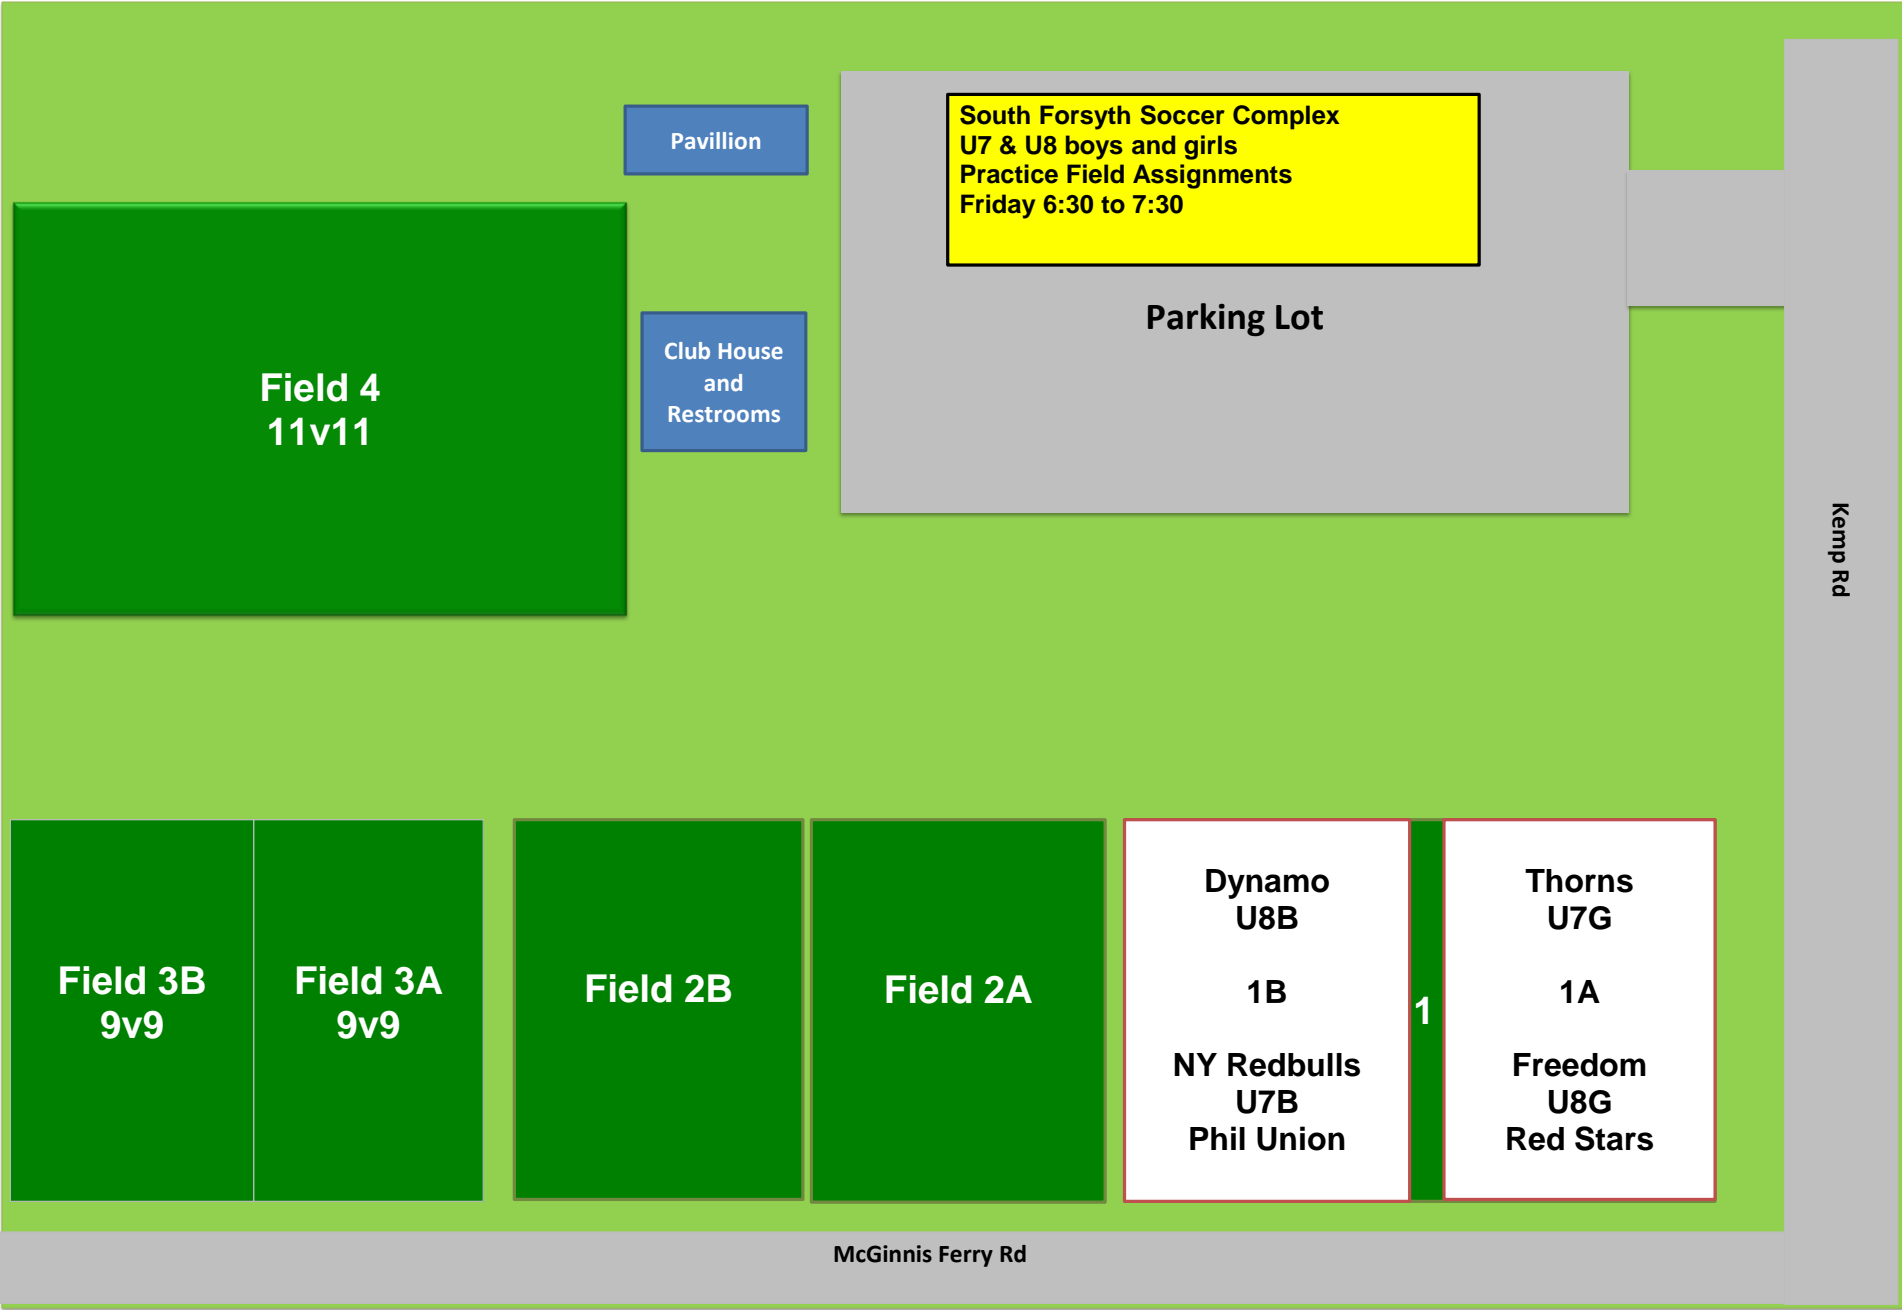 South Forsyth Soccer Complex
U7 & U8 boys and girls
Practice Field Assignments
Friday 6:30 to 7:30
Pavillion
Parking Lot
Club House
and
Restrooms
Field 4
11v11
Kemp Rd
Field 3B
9v9
Field 3A
9v9
Field 2B
Field 2A
Dynamo
U8B
1B
NY Redbulls
U7B
Phil Union
1
Thorns
U7G
1A
Freedom
U8G
Red Stars
McGinnis Ferry Rd